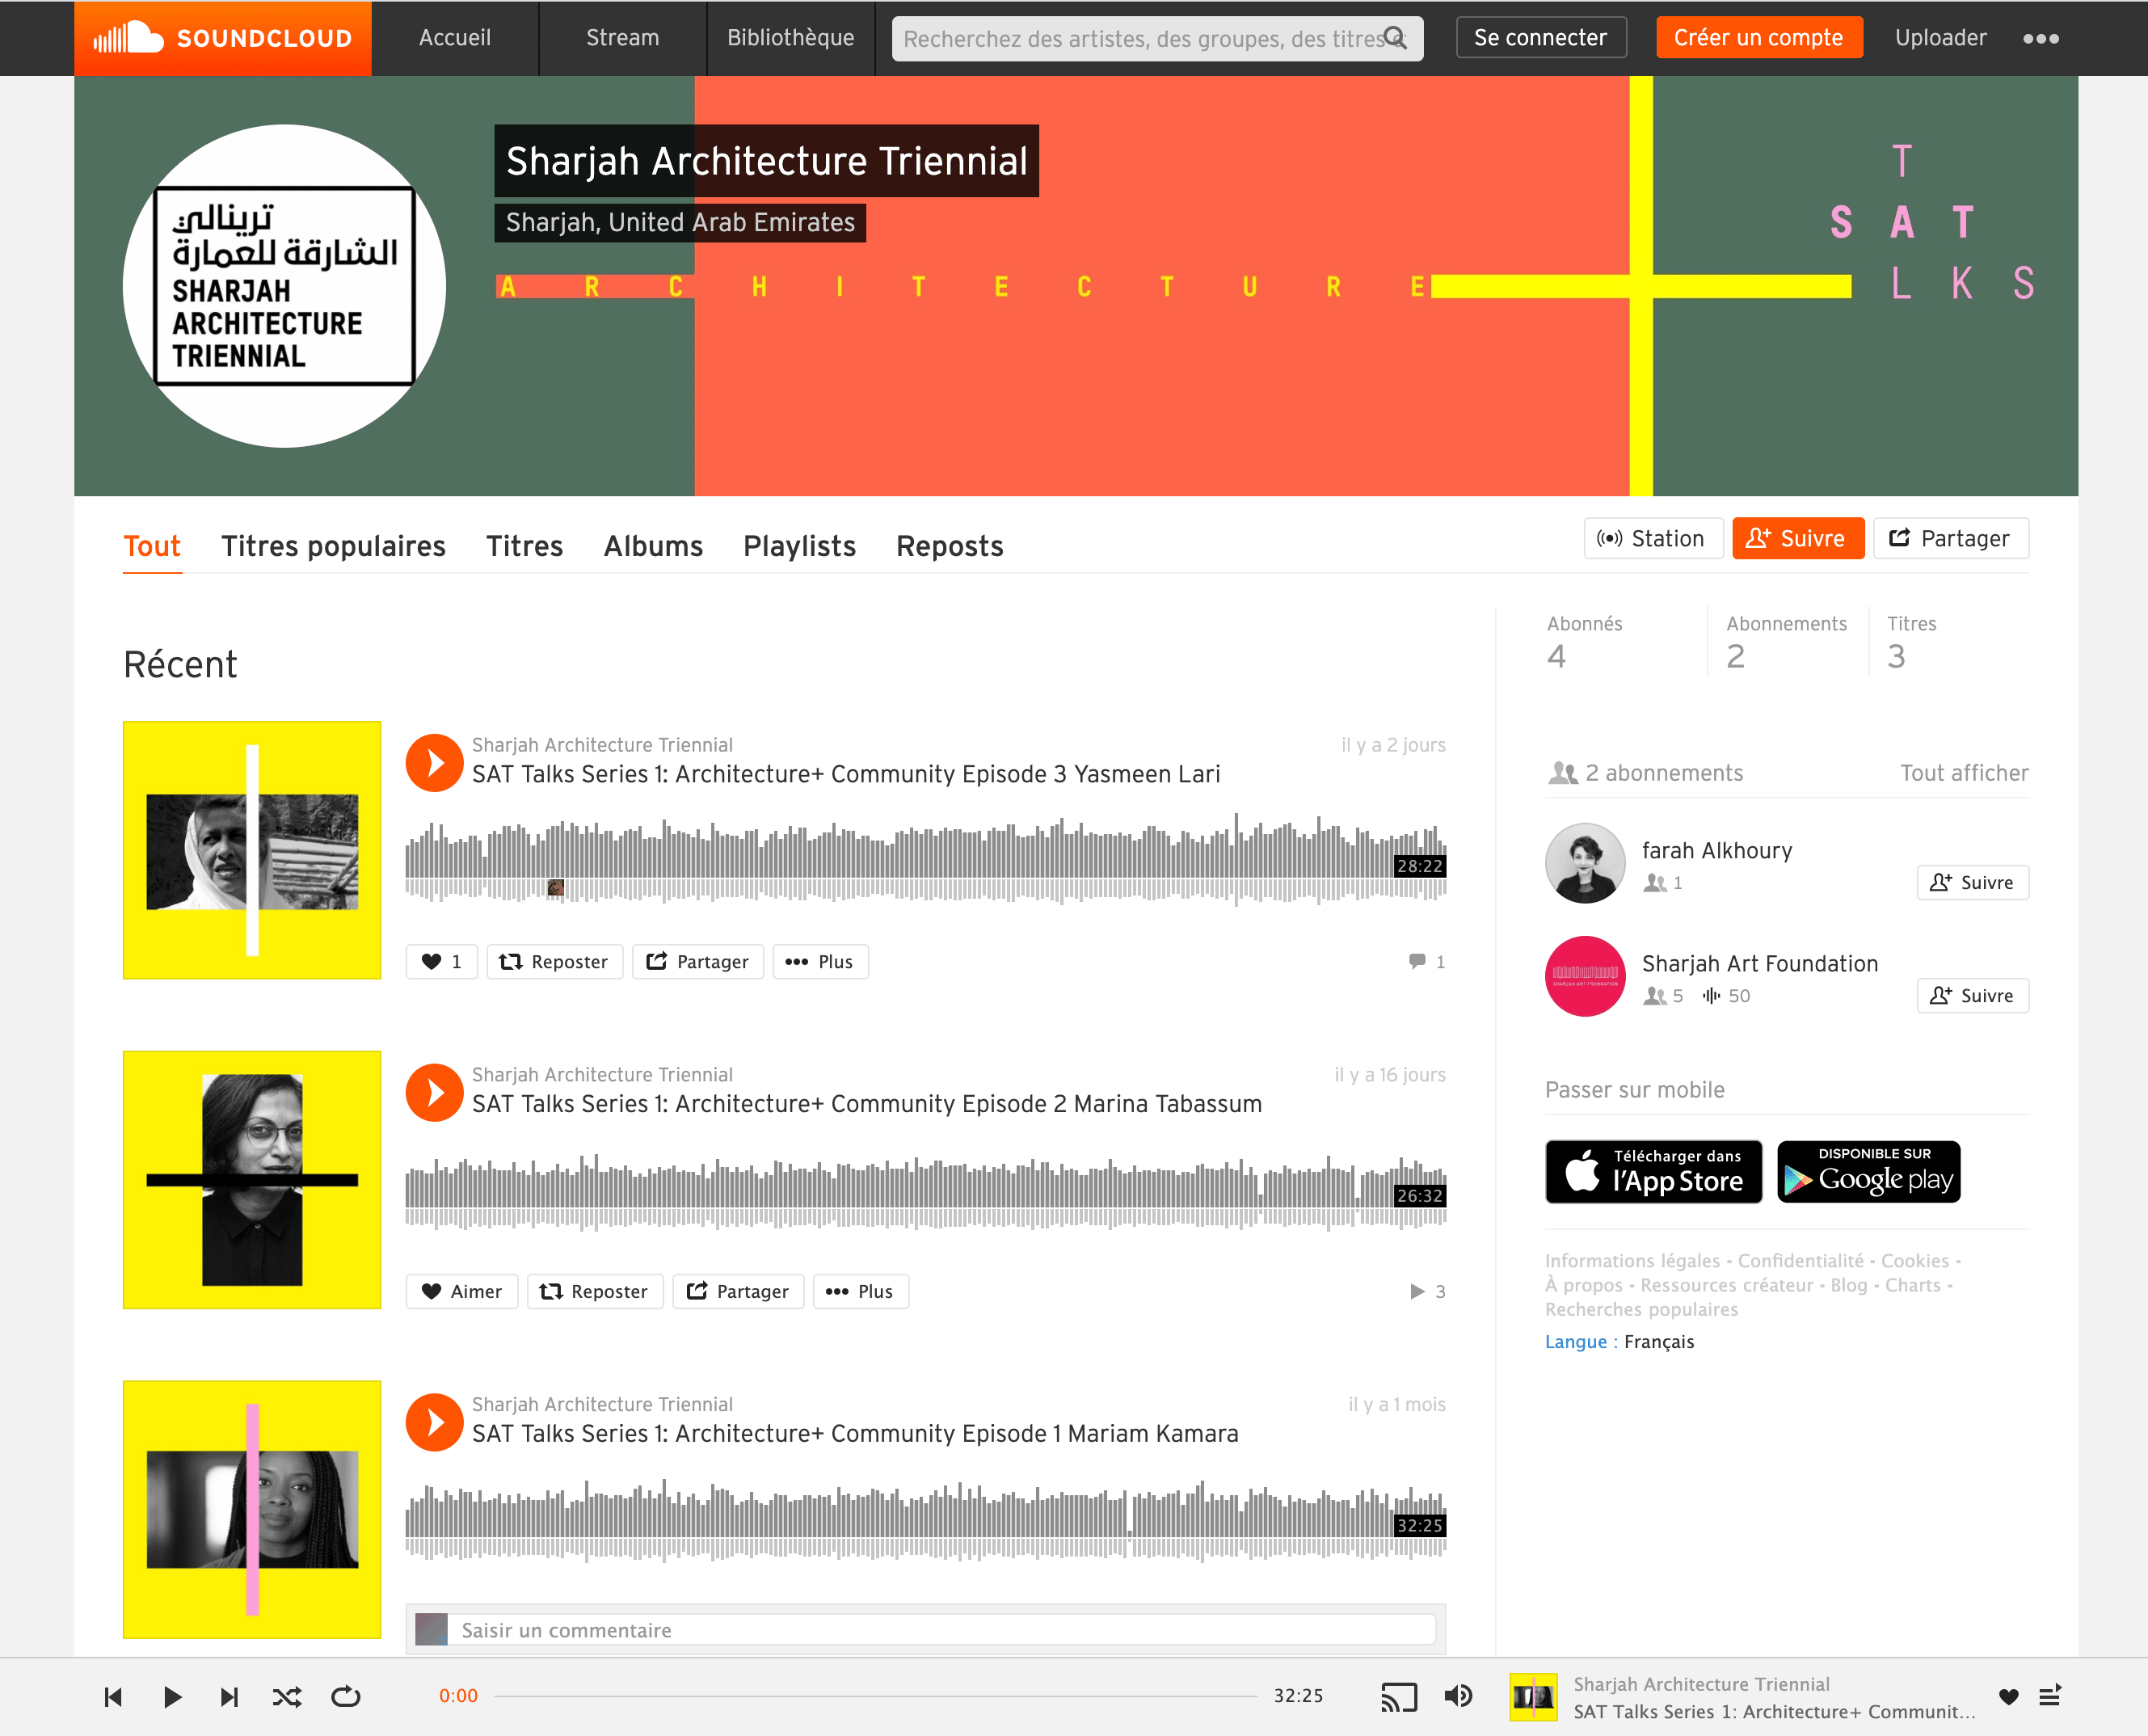 SOUNDCLOUD
Accueil
Stream
Bibliothèque
Recherchez des artistes, des groupes, des titres
Se connecter
Créer un compte
Uploader
Sharjah Architecture Triennial
Sharjah, United Arab Emirates
ترينالي
الشارقة للعمارة
SHARJAH
ARCHITECTURE
TRIENNIAL
ARCHITECTURE
T
SAT
LKS
Tout
Titres populaires
Titres
Albums
Playlists
Reposts
Station
Suivre
Partager
Récent
Sharjah Architecture Triennial
il y a 2 jours
SAT Talks Series 1: Architecture+ Community Episode 3 Yasmeen Lari
28:22
1
Reposter
Partager
Plus
1
Sharjah Architecture Triennial
il y a 16 jours
SAT Talks Series 1: Architecture+ Community Episode 2 Marina Tabassum
26:32
Aimer
Reposter
Partager
Plus
3
Sharjah Architecture Triennial
il y a 1 mois
SAT Talks Series 1: Architecture+ Community Episode 1 Mariam Kamara
32:25
Saisir un commentaire
Abonnés
4
Abonnements
2
Titres
3
2 abonnements
Tout afficher
farah Alkhoury
1
Suivre
SHARJAH ART FOUNDATION
Sharjah Art Foundation
5
50
Suivre
Passer sur mobile
Télécharger dans
l'App Store
DISPONIBLE SUR
Google play
Informations légales - Confidentialité - Cookies -
À propos - Ressources créateur - Blog - Charts -
Recherches populaires
Langue : Français
0:00
32:25
Sharjah Architecture Triennial
SAT Talks Series 1: Architecture+ Communit...